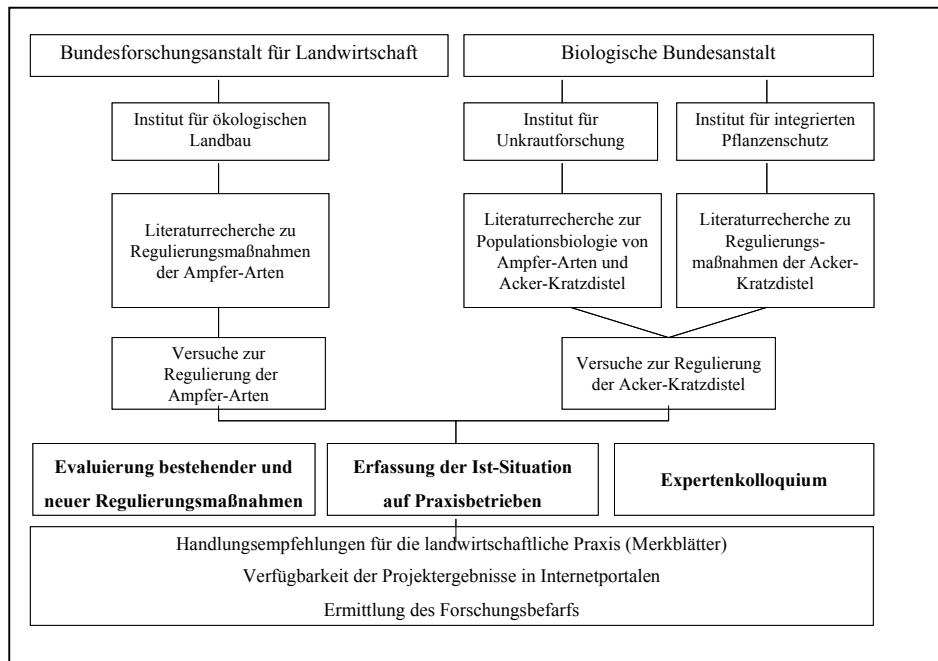 Bundesforschungsanstalt für Landwirtschaft
Biologische Bundesanstalt
Institut für ökologischen
Landbau
Institut für
Unkrautforschung
Institut für integrierten
Pflanzenschutz
Literaturrecherche zu
Regulierungsmaßnahmen
der Ampfer-Arten
Literaturrecherche zur
Populationsbiologie von
Ampfer-Arten und
Acker-Kratzdistel
Literaturrecherche zu
Regulierungs-
maßnahmen der Acker-
Kratzdistel
Versuche zur
Regulierung der
Ampfer-Arten
Versuche zur Regulierung
der Acker-Kratzdistel
Evaluierung bestehender und
neuer Regulierungsmaßnahmen
Erfassung der Ist-Situation
auf Praxisbetrieben
Expertenkolloquium
Handlungsempfehlungen für die landwirtschaftliche Praxis (Merkblätter)
Verfügbarkeit der Projektergebnisse in Internetportalen
Ermittlung des Forschungsbefarfs